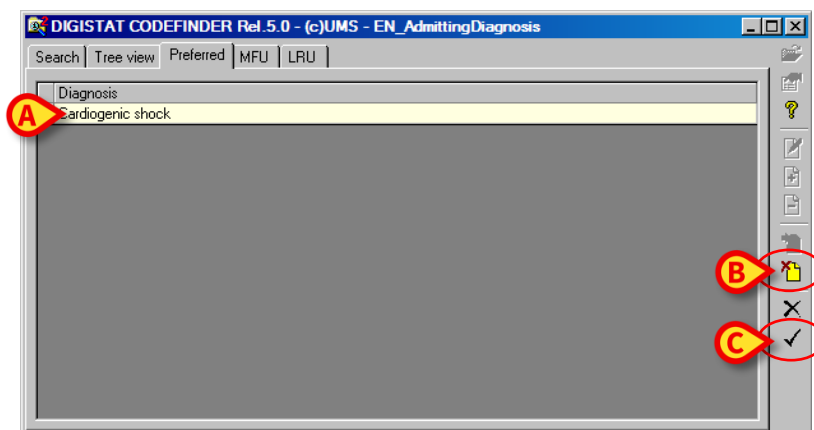 DIGISTAT CODEFINDER Rel.5.0 - (c)UMS - EN_AdmittingDiagnosis
Search Tree view Preferred MFU LRU
Diagnosis
A Cardiogenic shock
B
C